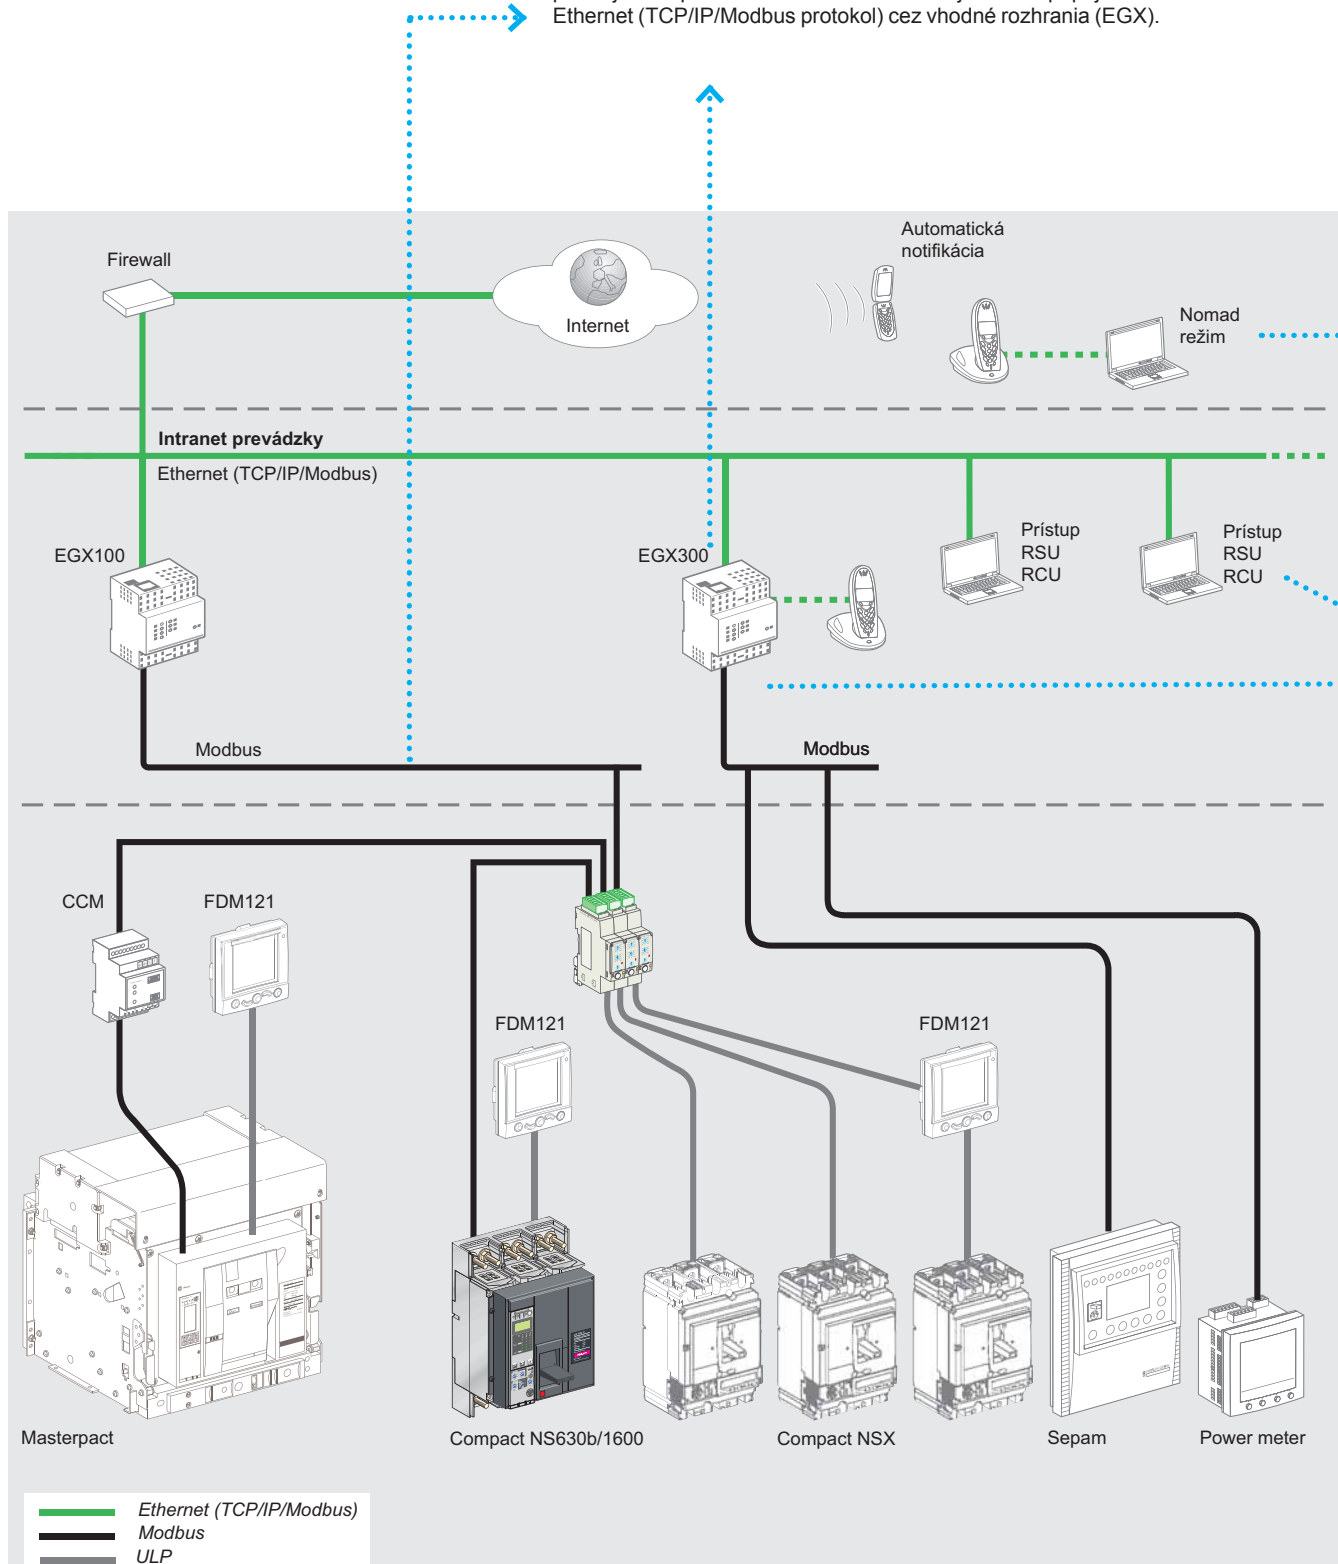 Ethernet (TCP/IP/Modbus protokol) cez vhodné rozhrania (EGX).
Automatická
notifikácia
Firewall
Internet
Nomad
režim
Intranet prevádzky
Ethernet (TCP/IP/Modbus)
EGX100
EGX300
Prístup
RSU
RCU
Prístup
RSU
RCU
Modbus
Modbus
CCM
FDM121
FDM121
FDM121
Masterpact
Compact NS630b/1600
Compact NSX
Sepam
Power meter
Ethernet (TCP/IP/Modbus)
Modbus
ULP